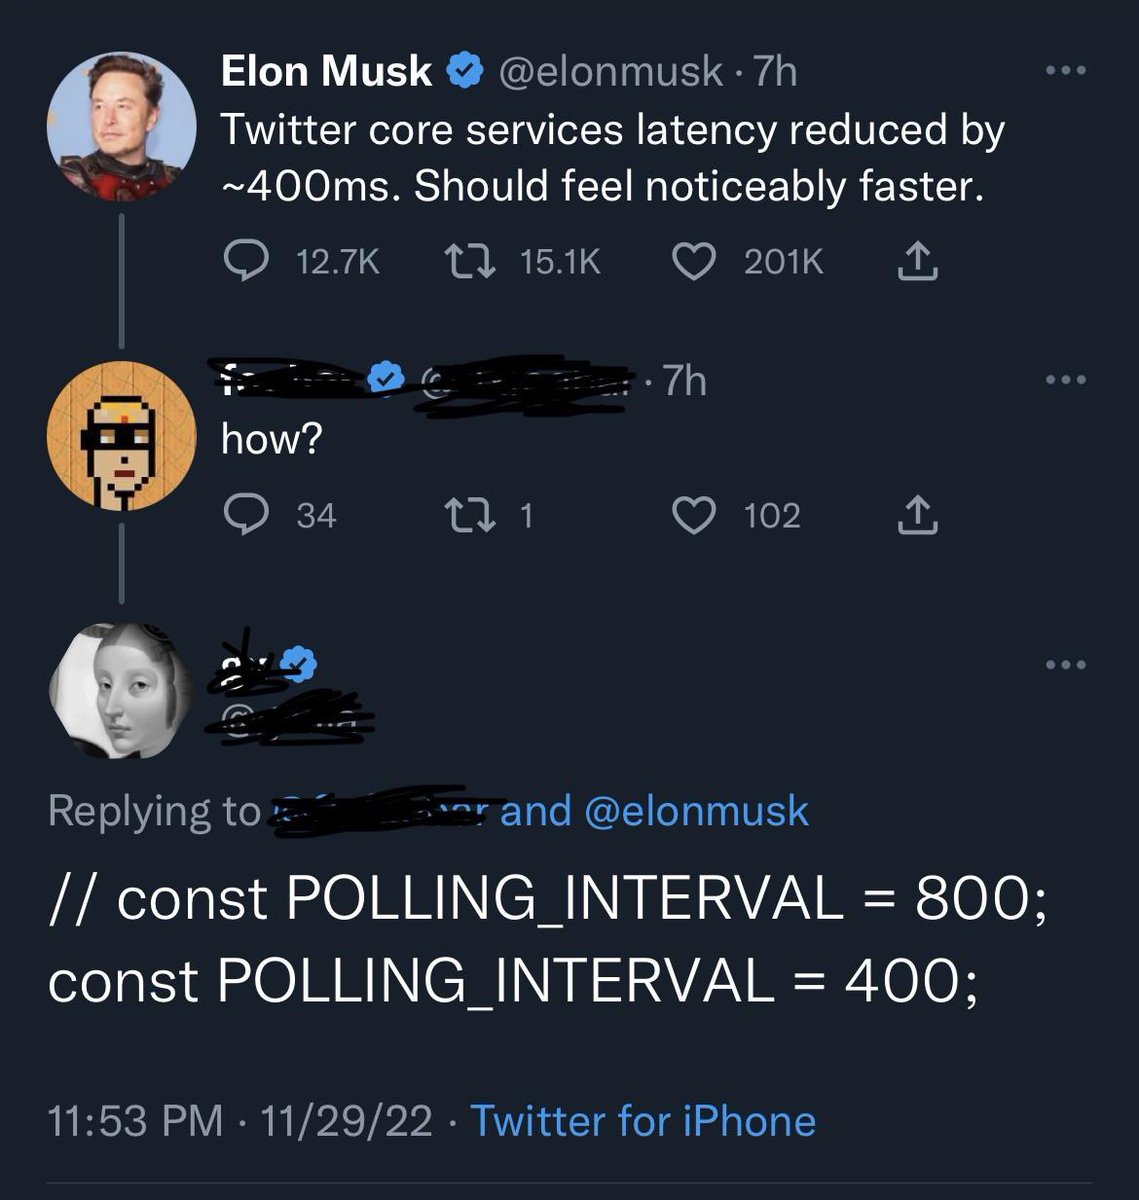 Elon Musk @elonmusk · 7h
Twitter core services latency reduced by
~400ms. Should feel noticeably faster.
12.7K 15.1K 201K
· 7h
how?
34 1 102
Replying to and @elonmusk
// const POLLING_INTERVAL = 800;
const POLLING_INTERVAL = 400;
11:53 PM · 11/29/22 · Twitter for iPhone